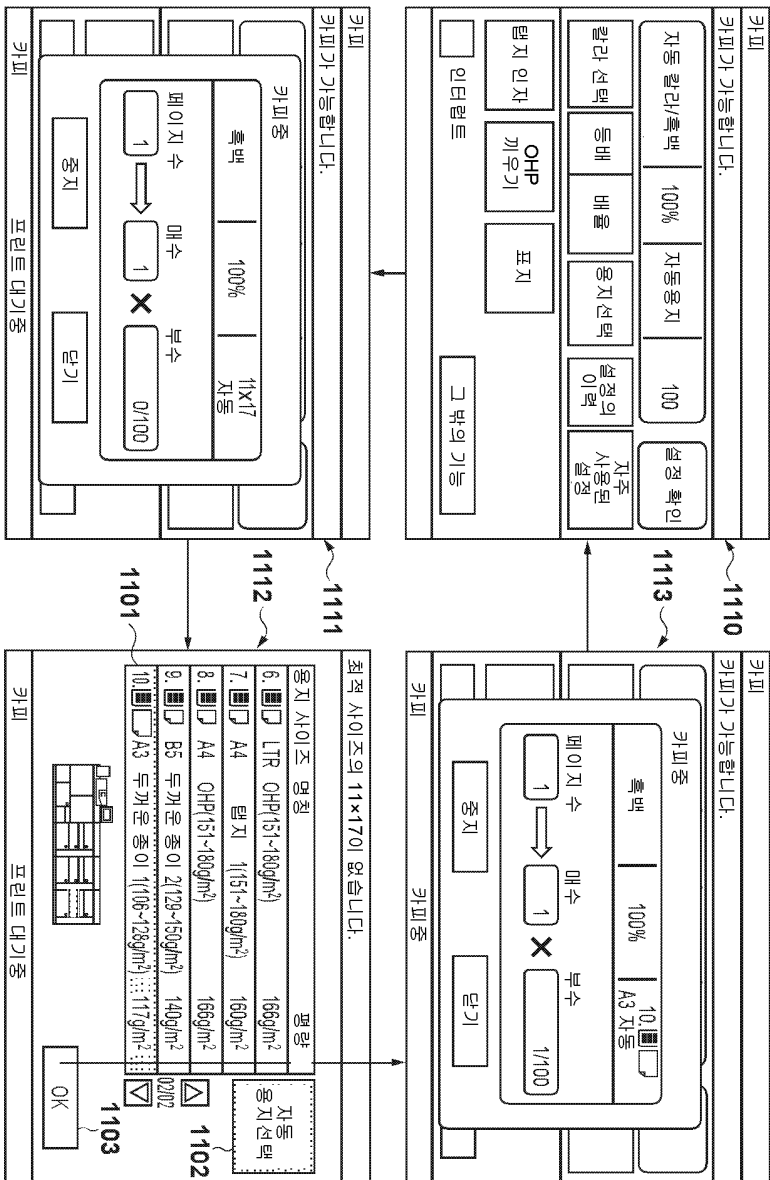 카피
카피가 가능합니다.
자동 칼라/흑백 100% 자동용지 100
설정 확인
칼라 선택
등배
배율
용지선택
설정의
이력
자주
사용된
설정
탭지 인자
OHP
끼우기
표지
인터럽트
그 밖의 기능
1110
카피
카피가 가능합니다.
카피중
흑백 100% 10.
A3 자동
페이지 수 매수 부수
1 1 × 1/100
중지 닫기
카피 카피중
1113
카피
카피가 가능합니다.
카피중
흑백 100% 11x17
자동
페이지 수 매수 부수
1 1 × 0/100
중지 닫기
카피 프린트 대기중
1111
최적 사이즈의 11×17이 없습니다.
용지 사이즈 명칭 평량
6. LTR OHP(151~180g/m²) 166g/m²
7. A4 탭지 1(151~180g/m²) 160g/m²
8. A4 OHP(151~180g/m²) 166g/m²
9. B5 두꺼운 종이 2(129~150g/m²) 140g/m²
10. A3 두꺼운 종이 1(106~128g/m²) 117g/m²
자동
용지선택
02/02
OK
카피 프린트 대기중
1112
1101
1102
1103